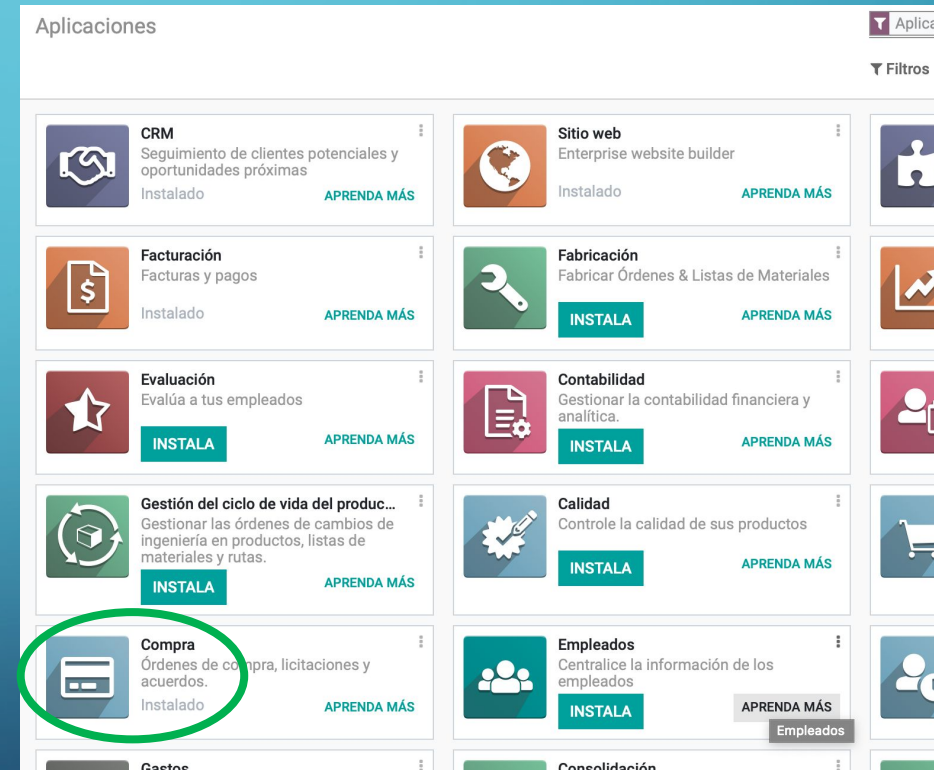 Aplicaciones
Filtros
CRM
Seguimiento de clientes potenciales y
oportunidades próximas
Instalado
APRENDA MÁS
Sitio web
Enterprise website builder
Instalado
APRENDA MÁS
Facturación
Facturas y pagos
Instalado
APRENDA MÁS
Fabricación
Fabricar Órdenes & Listas de Materiales
INSTALA
APRENDA MÁS
Evaluación
Evalúa a tus empleados
INSTALA
APRENDA MÁS
Contabilidad
Gestionar la contabilidad financiera y
analítica.
INSTALA
APRENDA MÁS
Gestión del ciclo de vida del produc...
Gestionar las órdenes de cambios de
ingeniería en productos, listas de
materiales y rutas.
INSTALA
APRENDA MÁS
Calidad
Controle la calidad de sus productos
INSTALA
APRENDA MÁS
Compra
Órdenes de compra, licitaciones y
acuerdos.
Instalado
APRENDA MÁS
Empleados
Centralice la información de los
empleados
INSTALA
APRENDA MÁS
Empleados
Gastos
Consolidación